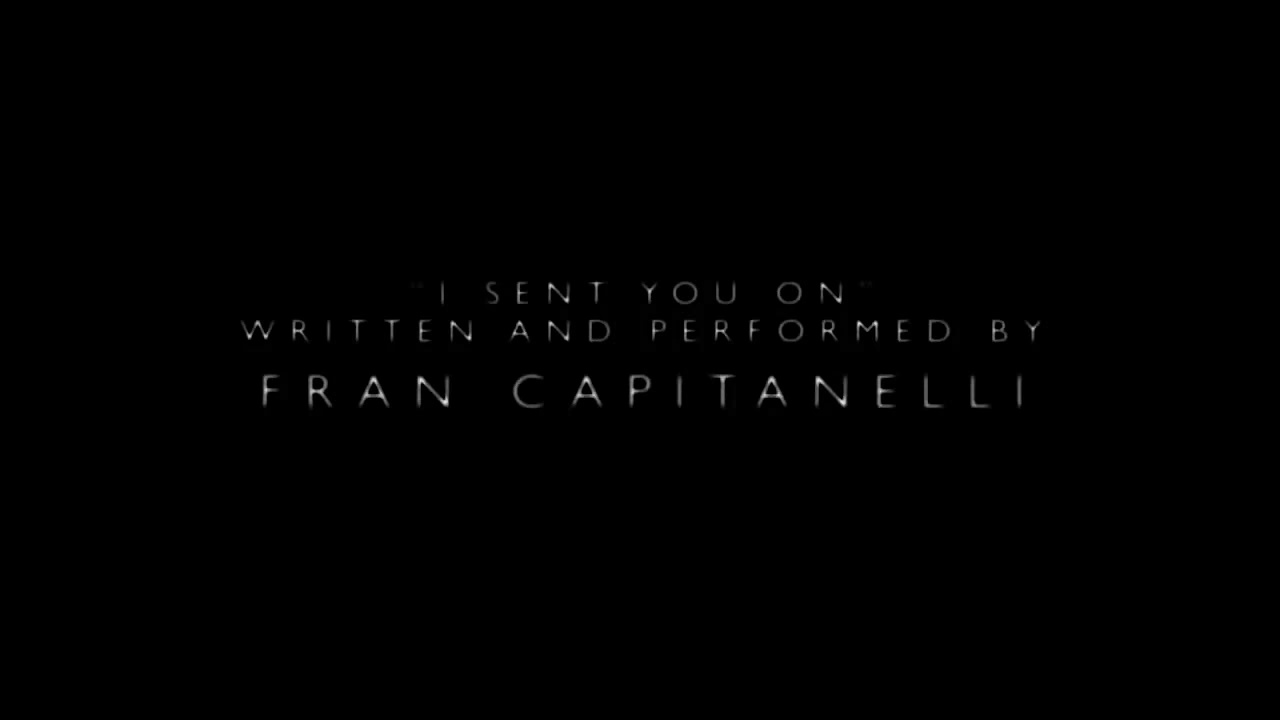 "I SENT YOU ON"
WRITTEN AND PERFORMED BY
FRAN CAPITANELLI